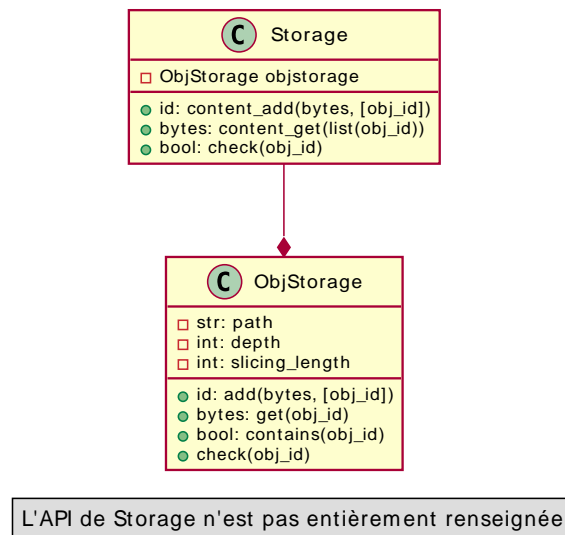 C Storage
ObjStorage objstorage
id: content_add(bytes, [obj_id])
bytes: content_get(list(obj_id))
bool: check(obj_id)
C ObjStorage
str: path
int: depth
int: slicing_length
id: add(bytes, [obj_id])
bytes: get(obj_id)
bool: contains(obj_id)
check(obj_id)
L'API de Storage n'est pas entièrement renseignée